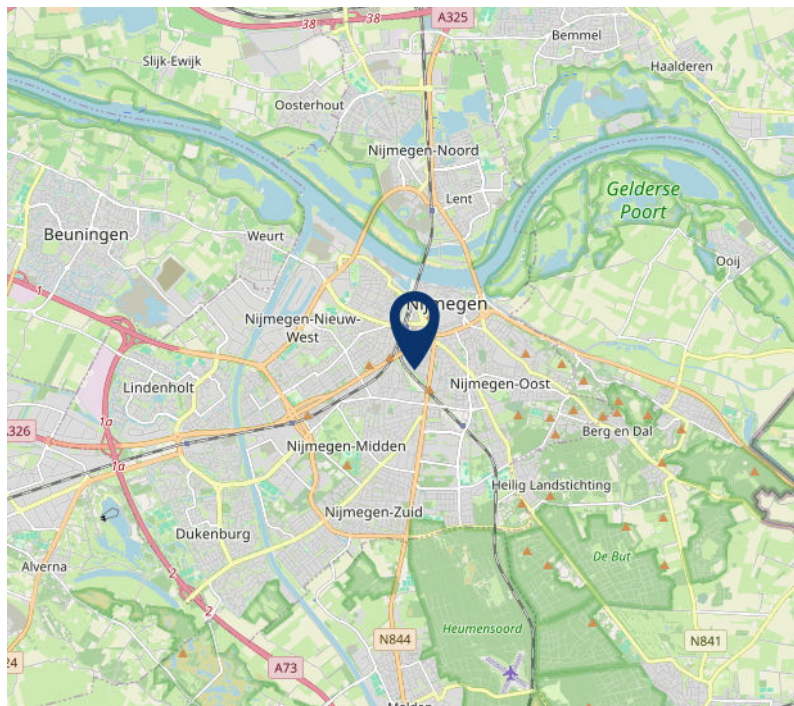 38
38
A325
Bemmel
Slijk-Ewijk
Haalderen
Oosterhout
Nijmegen-Noord
Gelderse
Poort
Lent
Beuningen
Weurt
Ooij
1
Nijmegen
Nijmegen-Nieuw-
West
Lindenholt
Nijmegen-Oost
1a
A326
Berg en Dal
Nijmegen-Midden
1a
Heilig Landstichting
Nijmegen-Zuid
Dukenburg
De But
Alverna
2
2
Heumensoord
N844
N841
24
A73
Malden